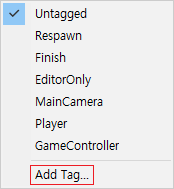 Untagged
Respawn
Finish
EditorOnly
MainCamera
Player
GameController
Add Tag...